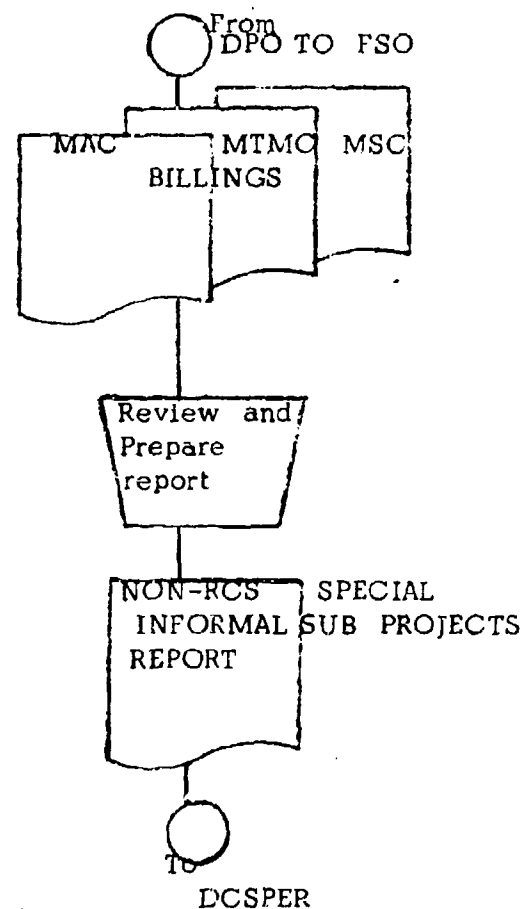 From
DPO TO FSO
MAC MTMC MSC
BILLINGS
Review and
Prepare
report
NON-RCS SPECIAL
INFORMAL SUB PROJECTS
REPORT
To
DCSPER